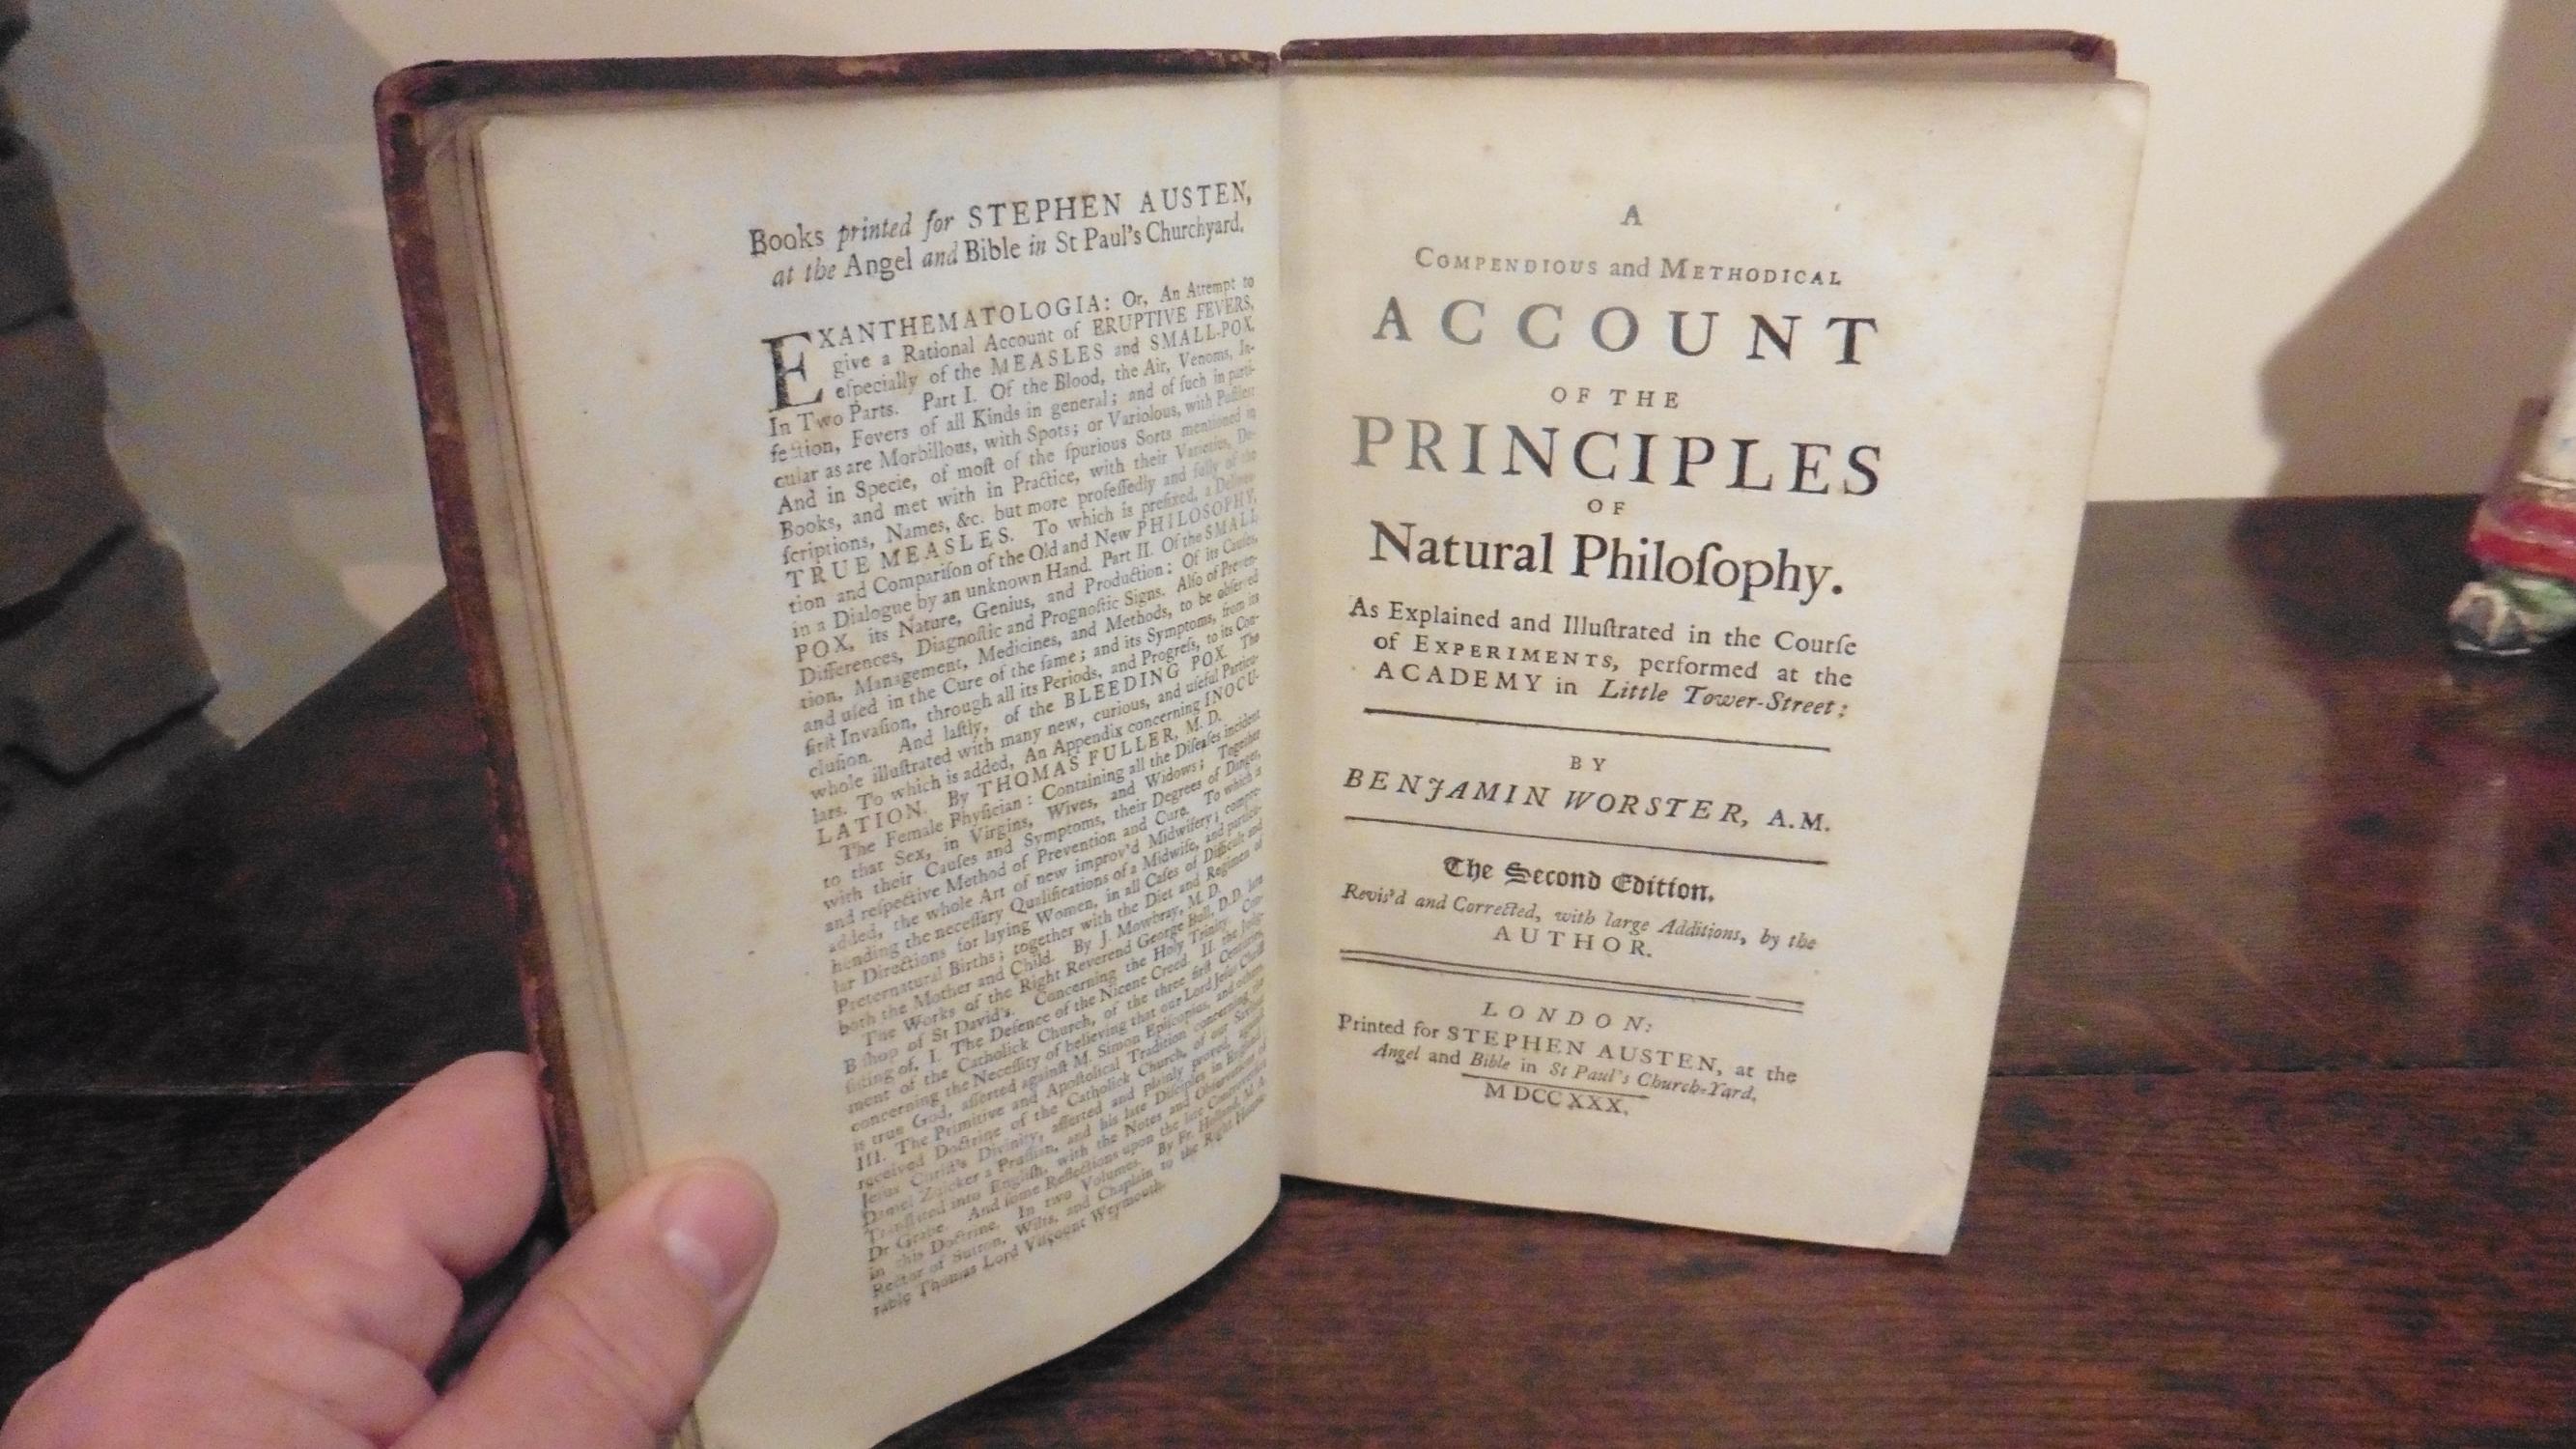 Books printed for STEPHEN AUSTEN,
at the Angel and Bible in St Paul's Churchyard.
EXANTHEMATOLOGIA: Or, An Attempt to
give a Rational Account of ERUPTIVE FEVERS,
eſpecially of the MEASLES and SMALL-POX.
In Two Parts. Part I. Of the Blood, the Air, Venoms, In-
fection, Fevers of all Kinds in general; and of ſuch in parti-
cular as are Morbillous, with Spots; or Variolous, with Puſtles:
And in Specie, of moſt of the ſpurious Sorts mentioned in
Books, and met with in Practice, with their Varieties, De-
ſcriptions, Names, &c. but more profeſſedly and fully of the
TRUE MEASLES. To which is prefixed, a
tion and Compariſon of the Old and New PHILOSOPHY,
in a Dialogue by an unknown Hand. Part II. Of the SMALL
POX, its Nature, Genius, and Production: Of its Cauſes,
Differences, Diagnoſtic and Prognoſtic Signs. Alſo of Preven-
tion, Management, Medicines, and Methods, to be obſerved
and uſed in the Cure of the ſame; and its Symptoms, from its
firſt Invaſion, through all its Periods, and Progreſs, to its Con-
cluſion. And laſtly, of the BLEEDING POX. The
whole illuſtrated with many new, curious, and uſeful Particu-
lars. To which is added, An Appendix concerning INOCU-
LATION. By THOMAS FULLER, M. D.
The Female Phyſician: Containing all the Diſeaſes incident
to that Sex, in Virgins, Wives, and Widows; Together
with their Cauſes and Symptoms, their Degrees of Danger,
and reſpective Method of Prevention and Cure. To which is
added, the whole Art of new improv'd Midwifery; compre-
hending the neceſſary Qualifications of a Midwife, and particu-
lar Directions for laying Women, in all Caſes of Difficult and
Preternatural Births; together with the Diet and Regimen of
both the Mother and Child. By J. Mowbray, M. D.
The Works of the Right Reverend George Bull, D.D. late
Biſhop of St David's. Concerning the Holy Trinity. Con-
ſiſting of, I. The Defence of the Nicene Creed. II. the Judg-
ment of the Catholick Church, of the three firſt Centuries,
concerning the Neceſſity of believing that our Lord Jeſus Chriſt
is true God, aſſerted againſt M. Simon Epiſcopius, and others.
III. The Primitive and Apoſtolical Tradition concerning the
received Doctrine of the Catholick Church, of our Saviour
Jeſus Chriſt's Divinity, aſſerted and plainly proved, againſt
Daniel Zuicker a Pruſſian, and his late Diſciples in England.
Tranſlated into Engliſh, with the Notes and Obſervations of
Dr Grabe. And ſome Reflections upon the late Controverſies
in this Doctrine. In two Volumes. By Fr. Holland, M. A.
Rector of Sutton, Wilts, and Chaplain to the Right Honou-
rable Thomas Lord Viſcount Weymouth.
A
COMPENDIOUS and METHODICAL
ACCOUNT
OF THE
PRINCIPLES
OF
Natural Philoſophy.
As Explained and Illuſtrated in the Courſe
of EXPERIMENTS, performed at the
ACADEMY in Little Tower-Street:
BY
BENJAMIN WORSTER, A.M.
The Second Edition.
Revis'd and Corrected, with large Additions, by the
AUTHOR.
LONDON:
Printed for STEPHEN AUSTEN, at the
Angel and Bible in St Paul's Church-Yard.
M DCC XXX.